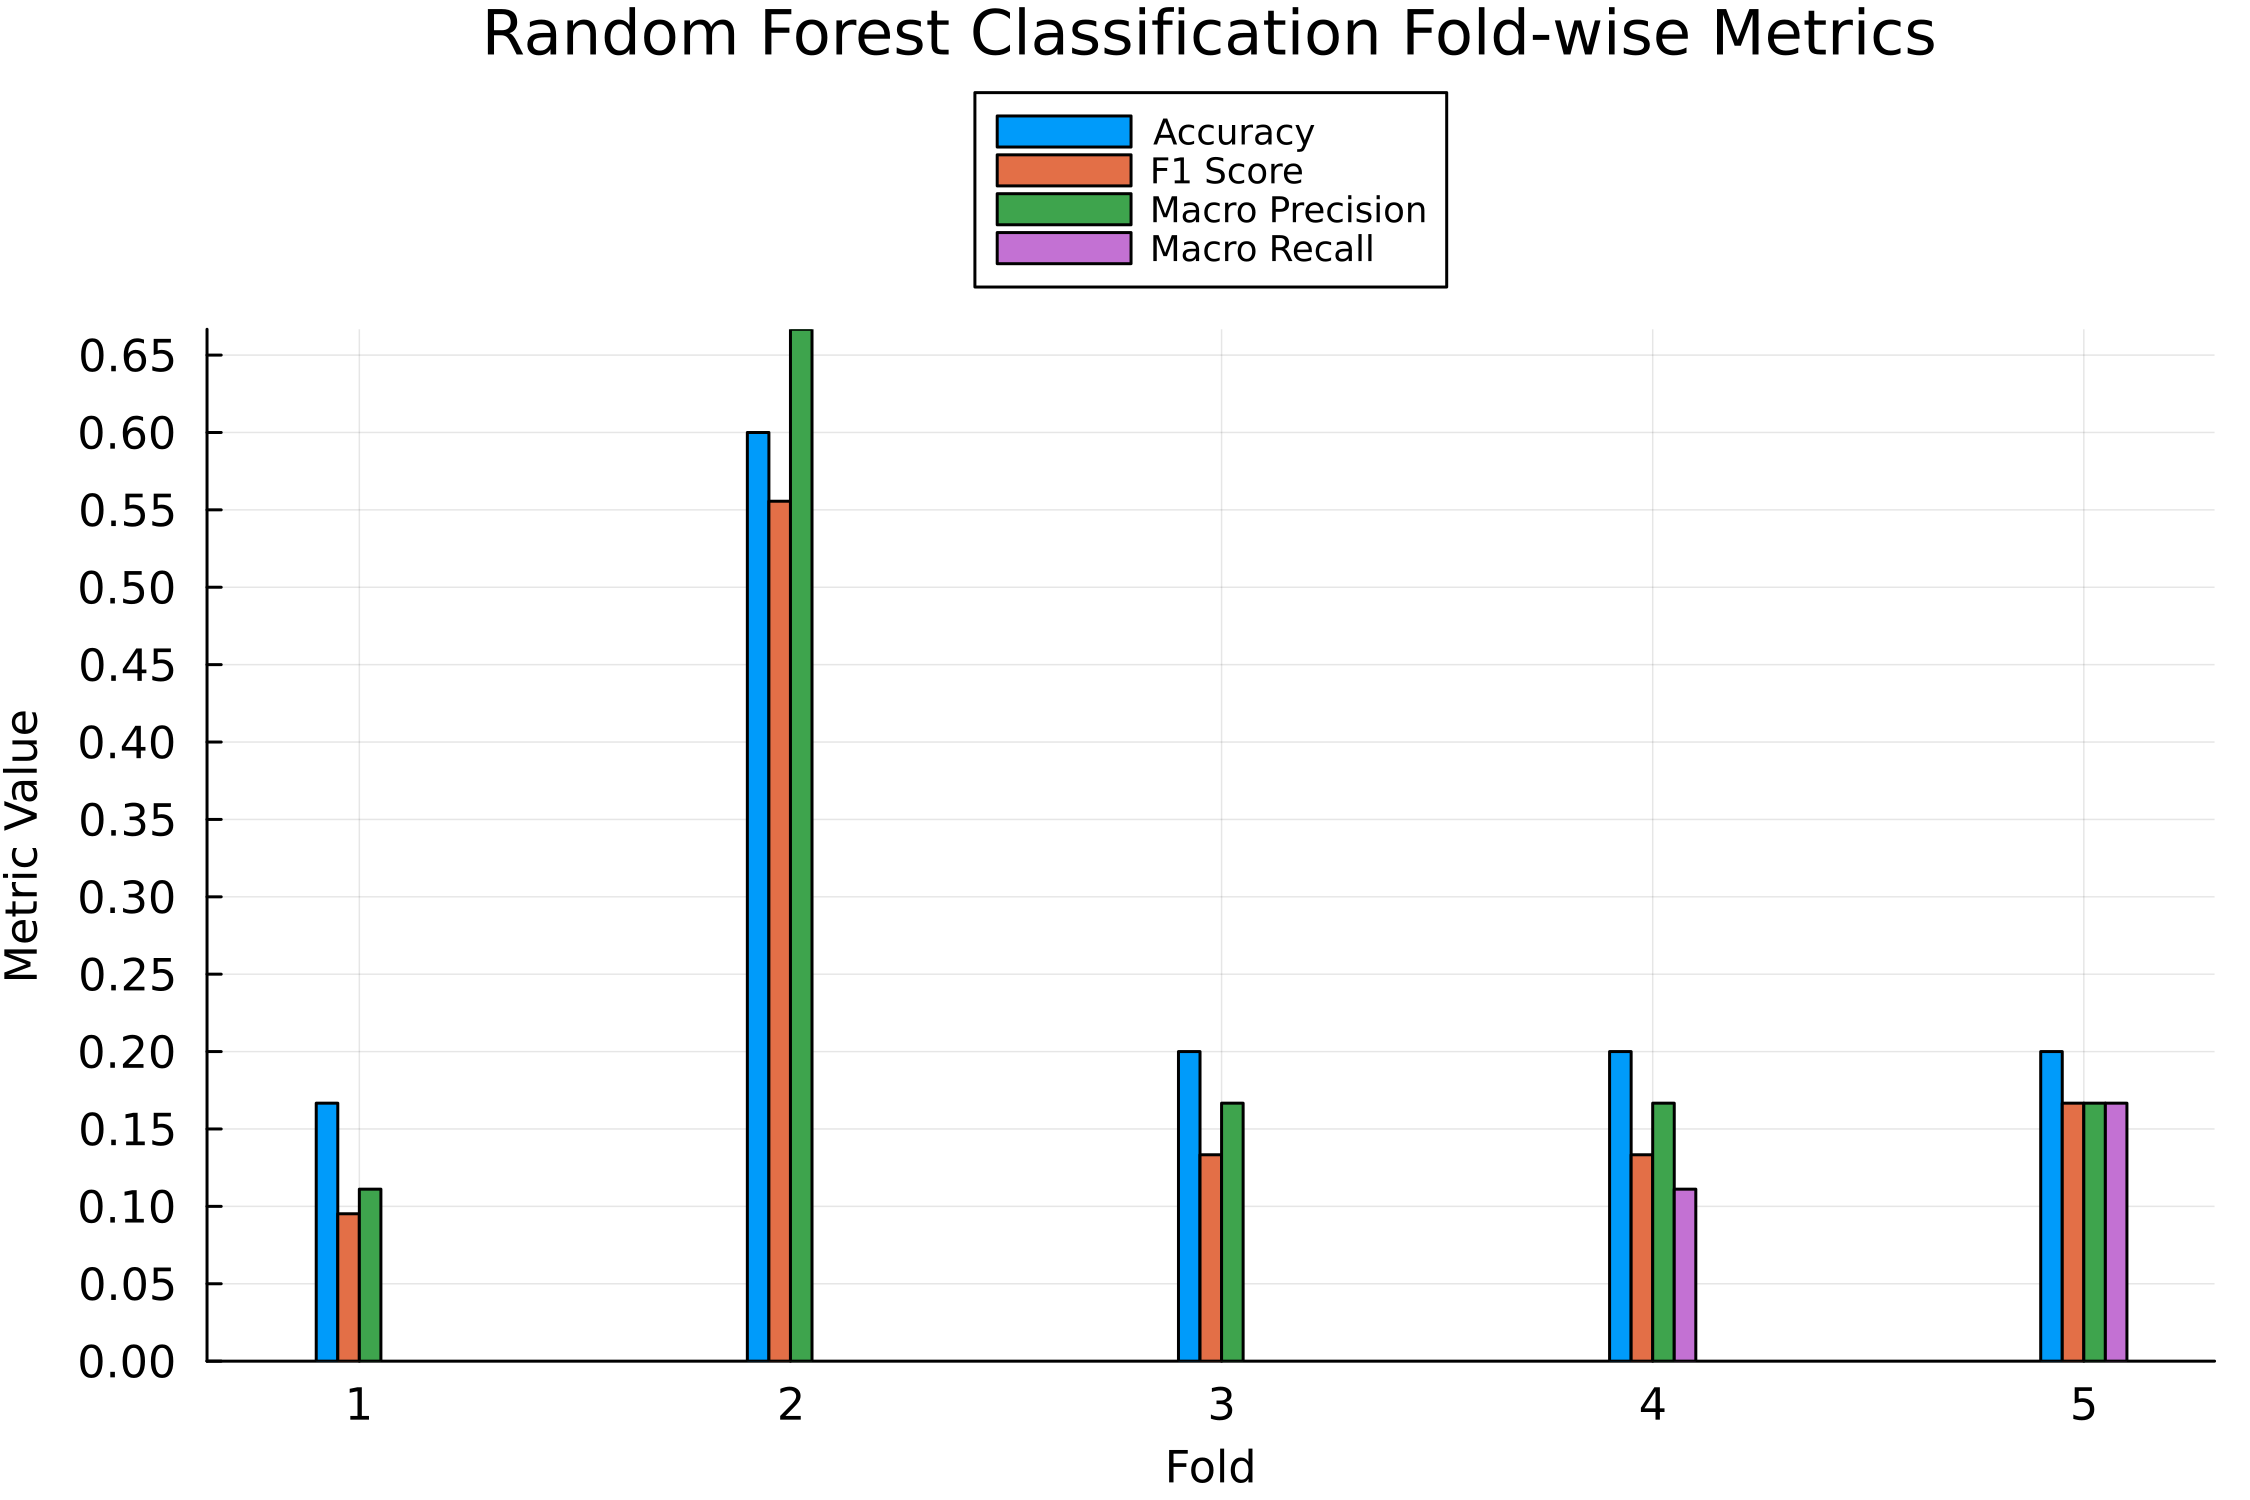 Random Forest Classification Fold-wise Metrics
Accuracy
F1 Score
Macro Precision
Macro Recall
0.65
0.60
0.55
0.50
0.45
0.40
0.35
0.30
0.25
0.20
0.15
0.10
0.05
0.00
Metric Value
1 2 3 4 5
Fold